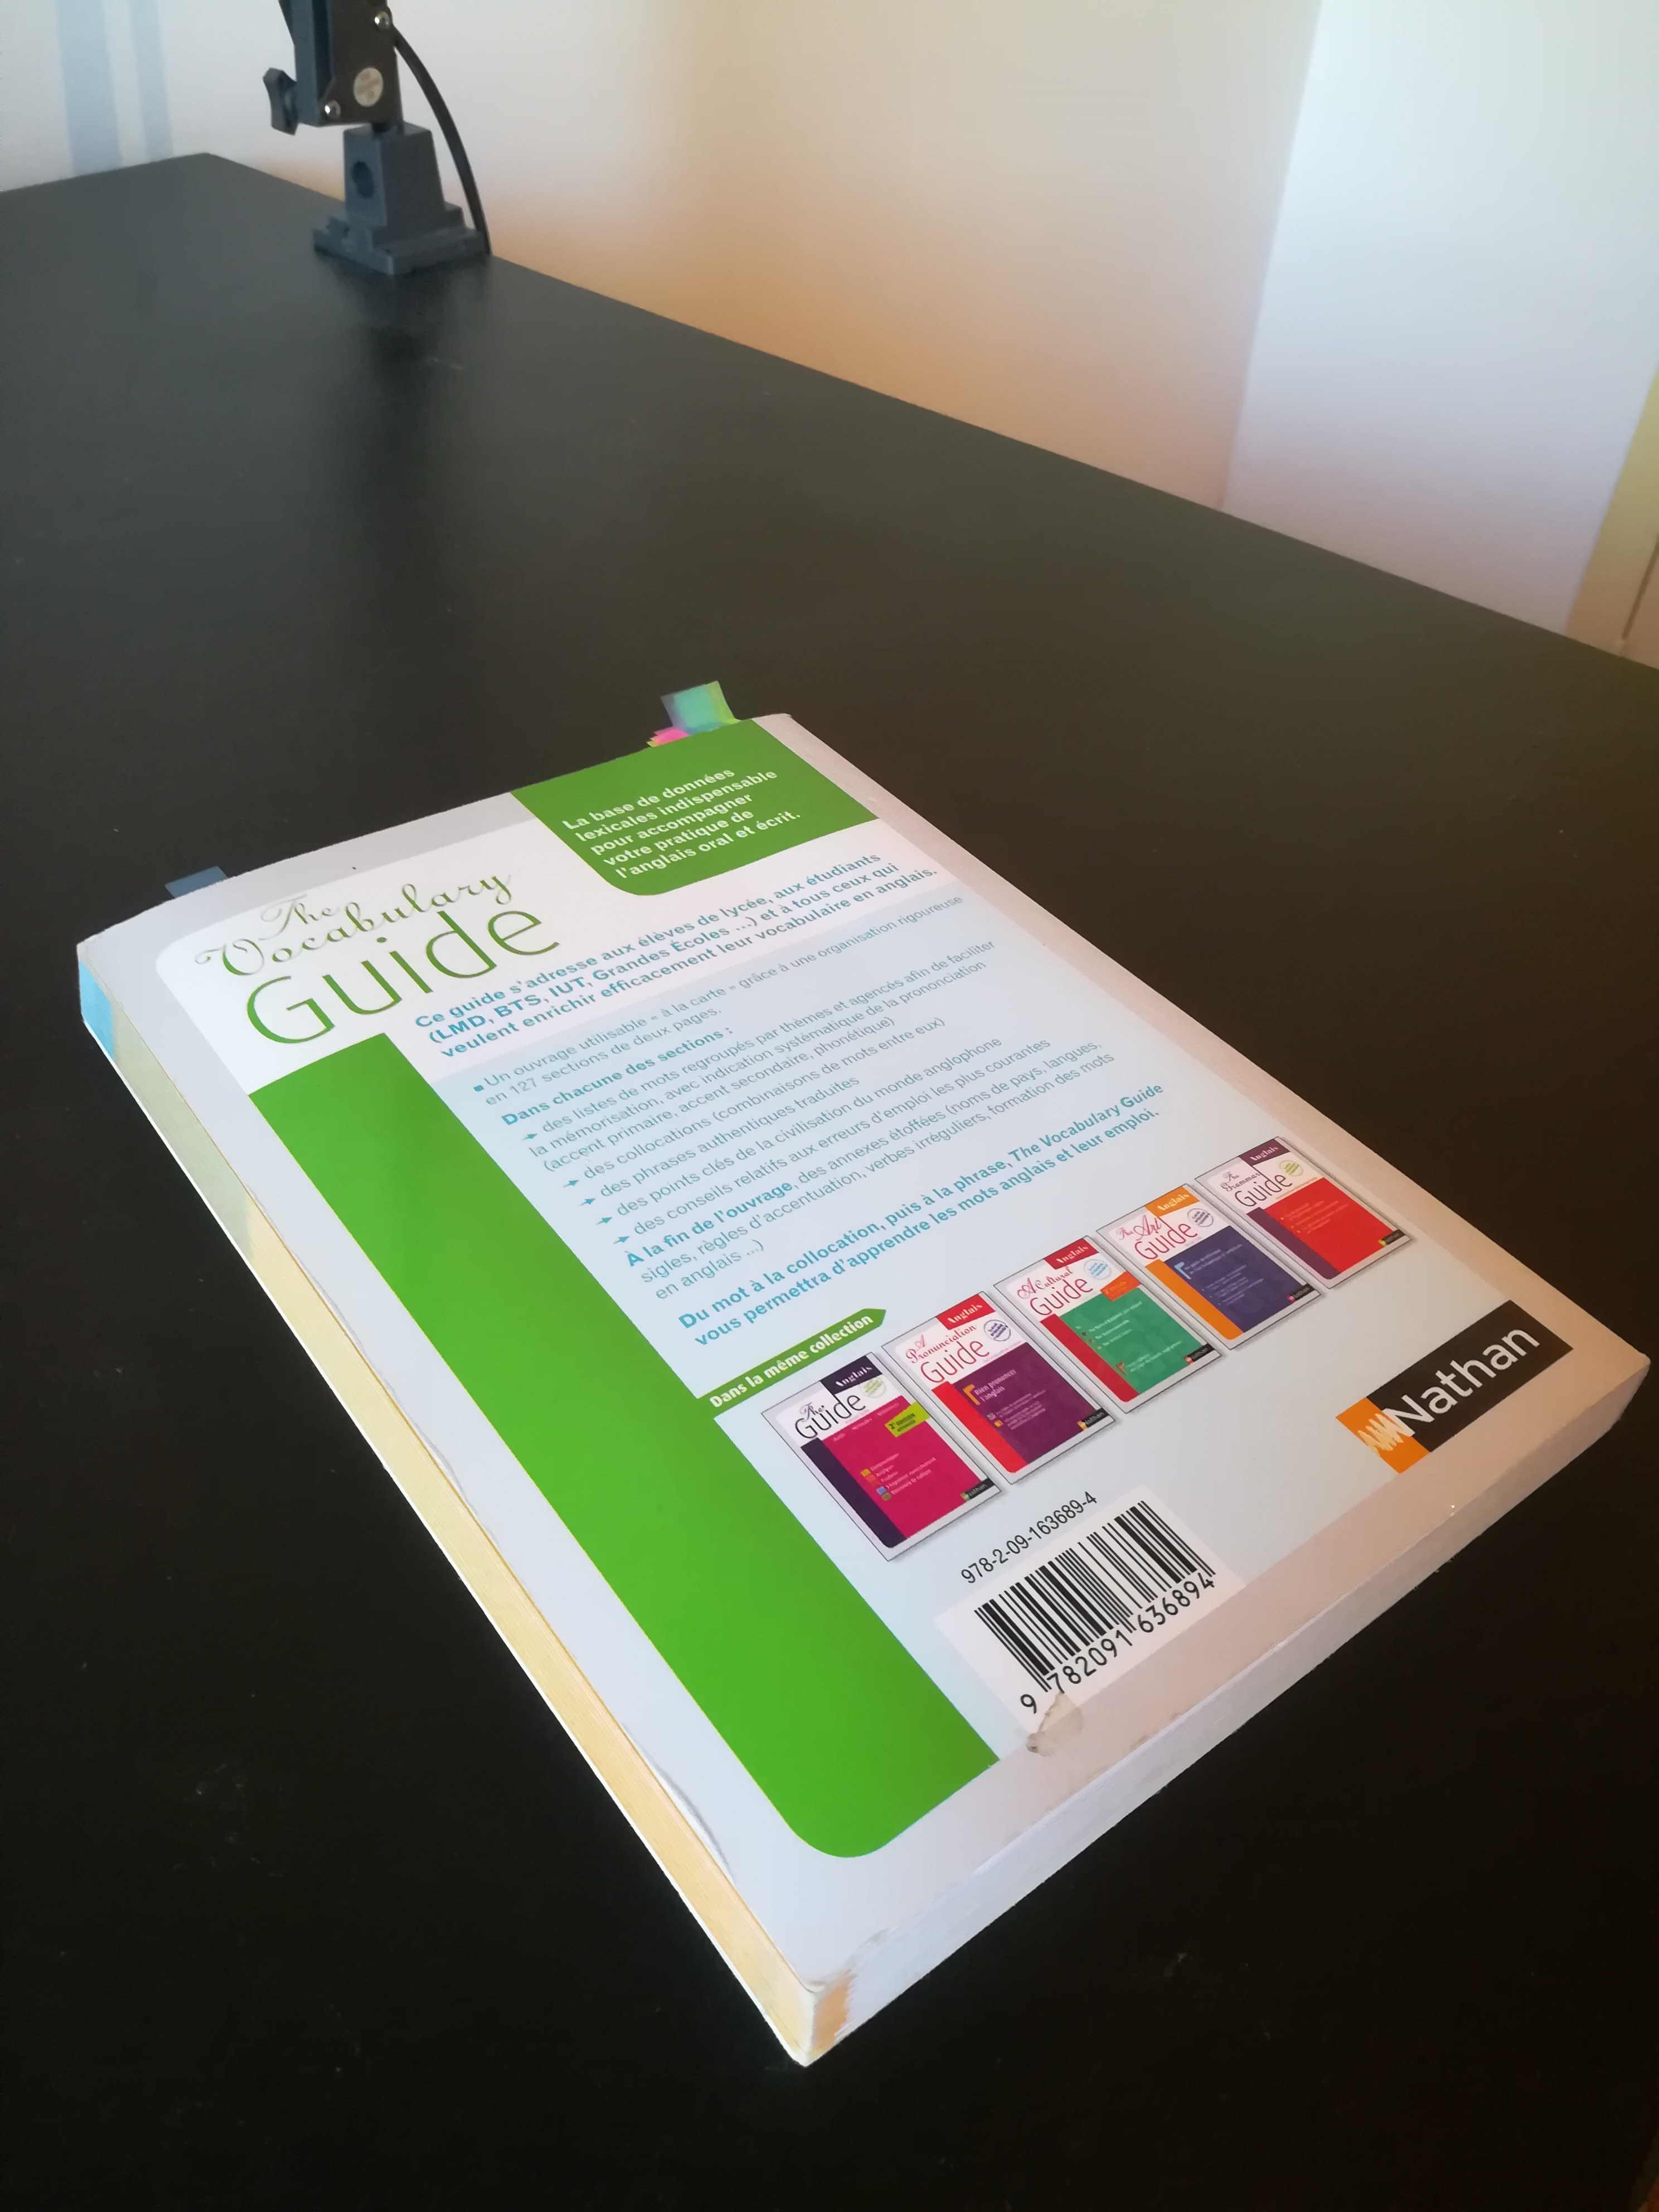 La base de données
lexicales indispensable
pour accompagner
votre pratique de
l'anglais oral et écrit.
The
Vocabulary
Guide
Ce guide s'adresse aux élèves de lycée, aux étudiants
(LMD, BTS, IUT, Grandes Écoles ...) et à tous ceux qui
veulent enrichir efficacement leur vocabulaire en anglais.
▪ Un ouvrage utilisable « à la carte » grâce à une organisation rigoureuse
en 127 sections de deux pages.
Dans chacune des sections :
➔ des listes de mots regroupés par thèmes et agencés afin de faciliter
la mémorisation, avec indication systématique de la prononciation
(accent primaire, accent secondaire, phonétique)
➔ des collocations (combinaisons de mots entre eux)
➔ des phrases authentiques traduites
➔ des points clés de la civilisation du monde anglophone
➔ des conseils relatifs aux erreurs d'emploi les plus courantes
À la fin de l'ouvrage, des annexes étoffées (noms de pays, langues,
sigles, règles d'accentuation, verbes irréguliers, formation des mots
en anglais ...)
Du mot à la collocation, puis à la phrase, The Vocabulary Guide
vous permettra d'apprendre les mots anglais et leur emploi.
Dans la même collection
Anglais
The
Guide
Anglais
A
Pronunciation
Guide
Bien prononcer
l'anglais
Anglais
A Cultural
Guide
Anglais
The Art
Guide
Anglais
The
Grammar
Guide
Nathan
978-2-09-163689-4
9 782091 636894